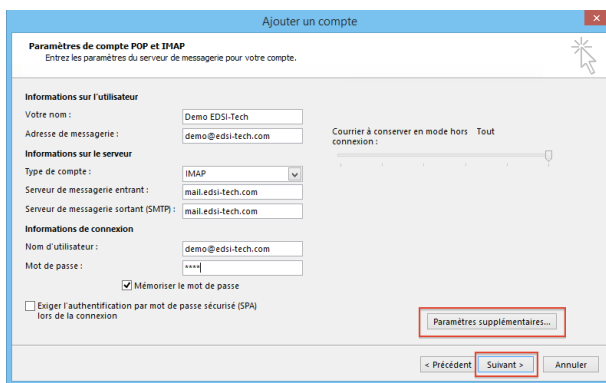 Ajouter un compte
×
Paramètres de compte POP et IMAP
Entrez les paramètres du serveur de messagerie pour votre compte.
Informations sur l'utilisateur
Votre nom :
Demo EDSI-Tech
Adresse de messagerie :
demo@edsi-tech.com
Courrier à conserver en mode hors connexion :
Tout
Informations sur le serveur
Type de compte :
IMAP
Serveur de messagerie entrant :
mail.edsi-tech.com
Serveur de messagerie sortant (SMTP) :
mail.edsi-tech.com
Informations de connexion
Nom d'utilisateur :
demo@edsi-tech.com
Mot de passe :
****
Mémoriser le mot de passe
Exiger l'authentification par mot de passe sécurisé (SPA)
lors de la connexion
Paramètres supplémentaires...
< Précédent
Suivant >
Annuler